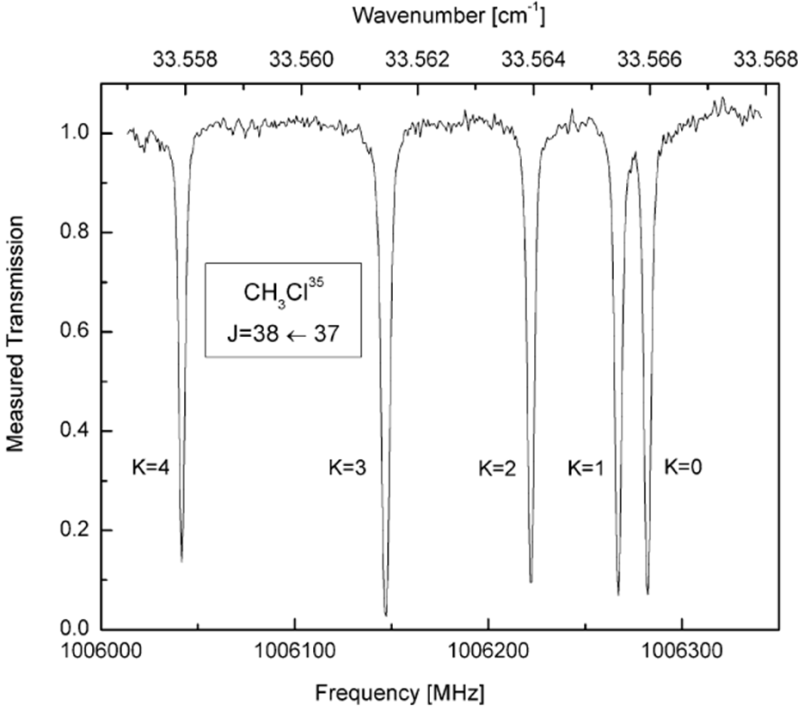 Wavenumber [cm⁻¹]
33.558 33.560 33.562 33.564 33.566 33.568
Measured Transmission
1.0
0.8
0.6
0.4
0.2
0.0
CH₃Cl³⁵
J=38 ← 37
K=4 K=3 K=2 K=1 K=0
1006000 1006100 1006200 1006300
Frequency [MHz]